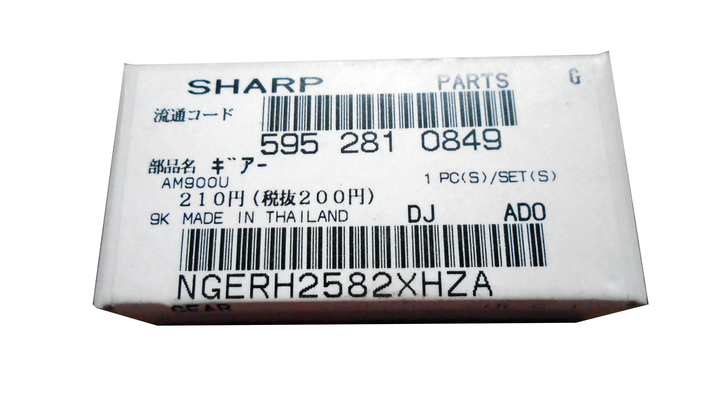 SHARP PARTS G
流通コード
595 281 0849
部品名 ギアー
AM900U 1 PC(S)/SET(S)
210円(税抜200円)
9K MADE IN THAILAND DJ ADO
NGERH2582XHZA
GEAR